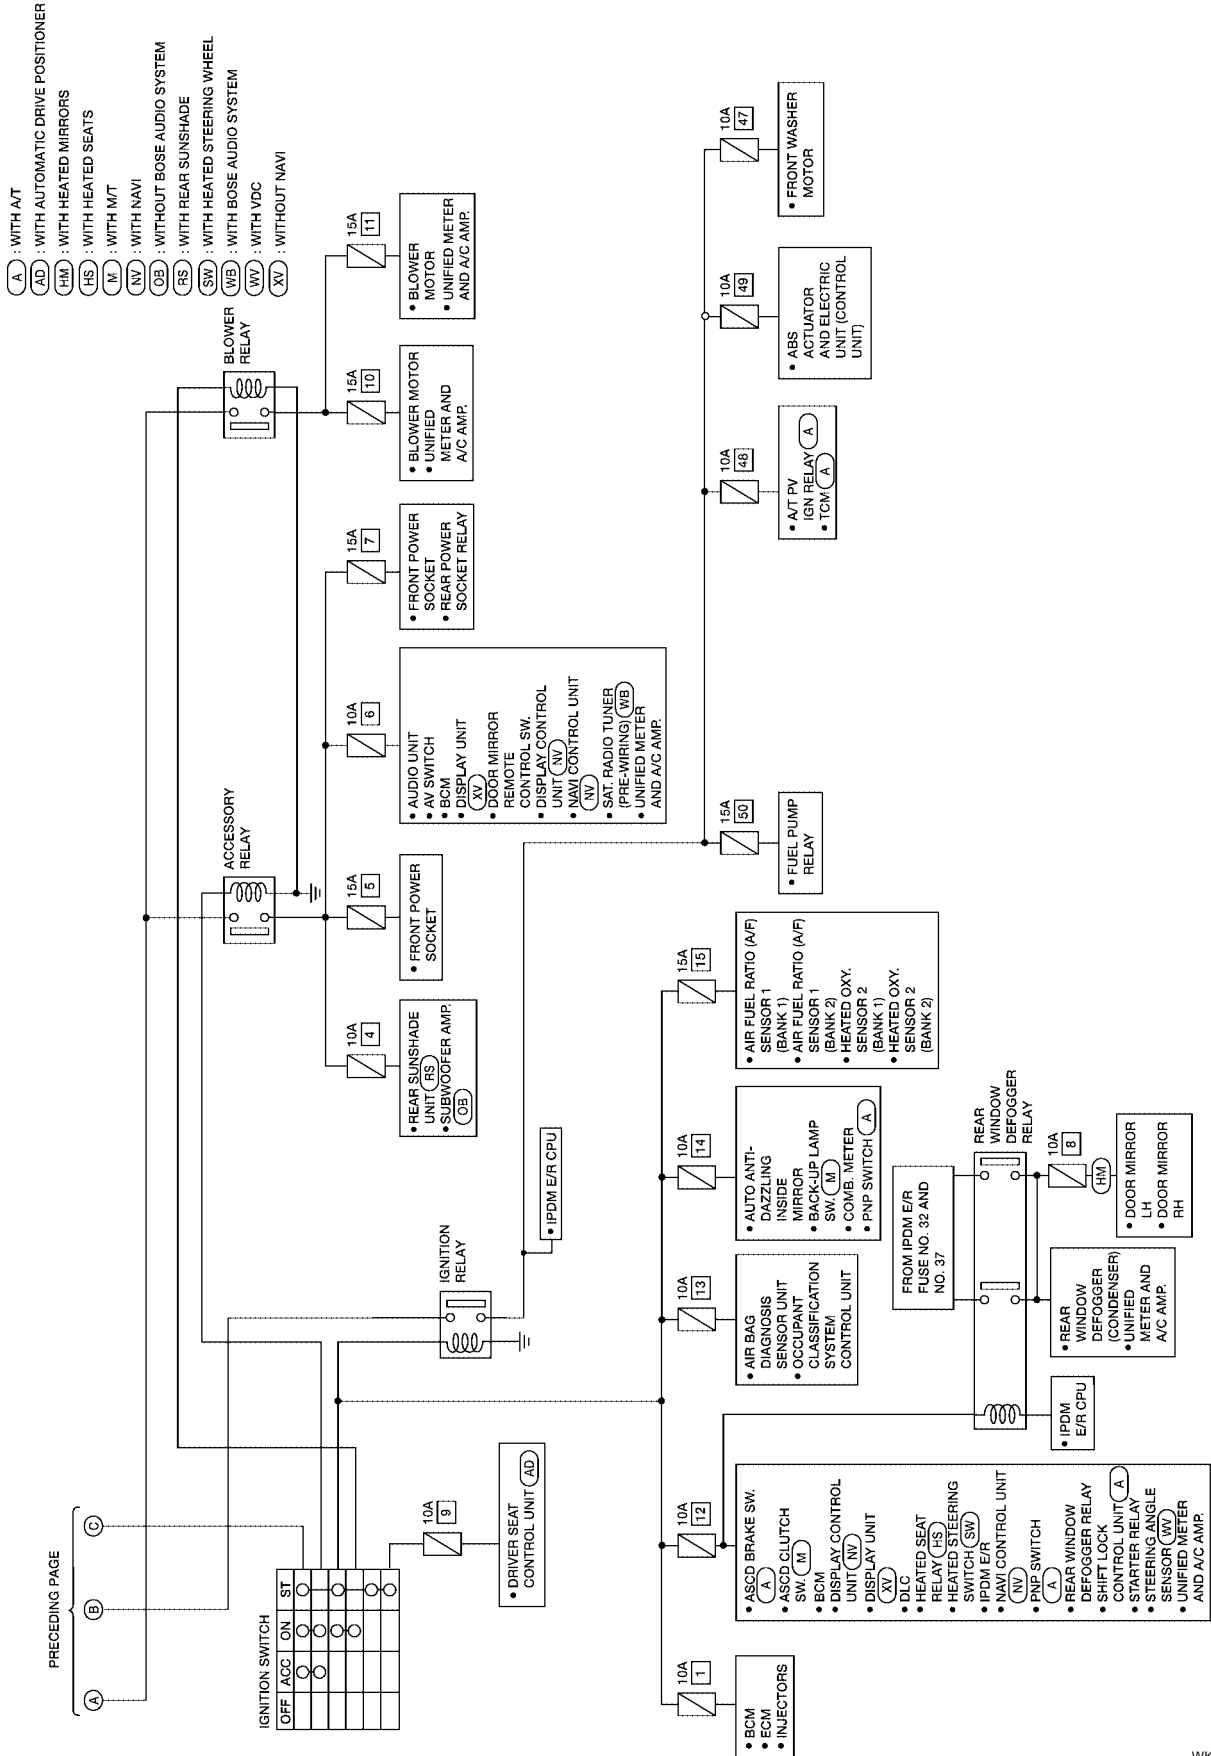 PRECEDING PAGE
A
B
C
A : WITH A/T
AD : WITH AUTOMATIC DRIVE POSITIONER
HM : WITH HEATED MIRRORS
HS : WITH HEATED SEATS
M : WITH M/T
NV : WITH NAVI
OB : WITHOUT BOSE AUDIO SYSTEM
RS : WITH REAR SUNSHADE
SW : WITH HEATED STEERING WHEEL
WB : WITH BOSE AUDIO SYSTEM
WV : WITH VDC
XV : WITHOUT NAVI
IGNITION SWITCH
OFF ACC ON ST
ACCESSORY
RELAY
BLOWER
RELAY
10A
4
• REAR SUNSHADE
UNIT RS
• SUBWOOFER AMP.
OB
15A
5
• FRONT POWER
SOCKET
10A
6
• AUDIO UNIT
• AV SWITCH
• BCM
• DISPLAY UNIT
XV
• DOOR MIRROR
REMOTE
CONTROL SW.
• DISPLAY CONTROL
UNIT NV
• NAVI CONTROL UNIT
NV
• SAT. RADIO TUNER
(PRE-WIRING) WB
• UNIFIED METER
AND A/C AMP.
15A
7
• FRONT POWER
SOCKET
• REAR POWER
SOCKET RELAY
15A
10
• BLOWER MOTOR
• UNIFIED
METER AND
A/C AMP.
15A
11
• BLOWER
MOTOR
• UNIFIED METER
AND A/C AMP.
10A
9
• DRIVER SEAT
CONTROL UNIT AD
IGNITION
RELAY
• IPDM E/R CPU
15A
50
• FUEL PUMP
RELAY
10A
48
• A/T PV
IGN RELAY A
• TCM A
10A
49
• ABS
ACTUATOR
AND ELECTRIC
UNIT (CONTROL
UNIT)
10A
47
• FRONT WASHER
MOTOR
10A
1
• BCM
• ECM
• INJECTORS
10A
12
• ASCD BRAKE SW.
A
• ASCD CLUTCH
SW. M
• BCM
• DISPLAY CONTROL
UNIT NV
• DISPLAY UNIT
XV
• DLC
• HEATED SEAT
RELAY HS
• HEATED STEERING
SWITCH SW
• IPDM E/R
• NAVI CONTROL UNIT
NV
• PNP SWITCH
A
• REAR WINDOW
DEFOGGER RELAY
• SHIFT LOCK
CONTROL UNIT A
• STARTER RELAY
• STEERING ANGLE
SENSOR WV
• UNIFIED METER
AND A/C AMP.
10A
13
• AIR BAG
DIAGNOSIS
SENSOR UNIT
• OCCUPANT
CLASSIFICATION
SYSTEM
CONTROL UNIT
10A
14
• AUTO ANTI-
DAZZLING
INSIDE
MIRROR
• BACK-UP LAMP
SW. M
• COMB. METER
• PNP SWITCH A
15A
15
• AIR FUEL RATIO (A/F)
SENSOR 1
(BANK 1)
• AIR FUEL RATIO (A/F)
SENSOR 1
(BANK 2)
• HEATED OXY.
SENSOR 2
(BANK 1)
• HEATED OXY.
SENSOR 2
(BANK 2)
FROM IPDM E/R
FUSE NO. 32 AND
NO. 37
REAR
WINDOW
DEFOGGER
RELAY
• IPDM
E/R CPU
• REAR
WINDOW
DEFOGGER
(CONDENSER)
• UNIFIED
METER AND
A/C AMP.
10A
8
HM
• DOOR MIRROR
LH
• DOOR MIRROR
RH